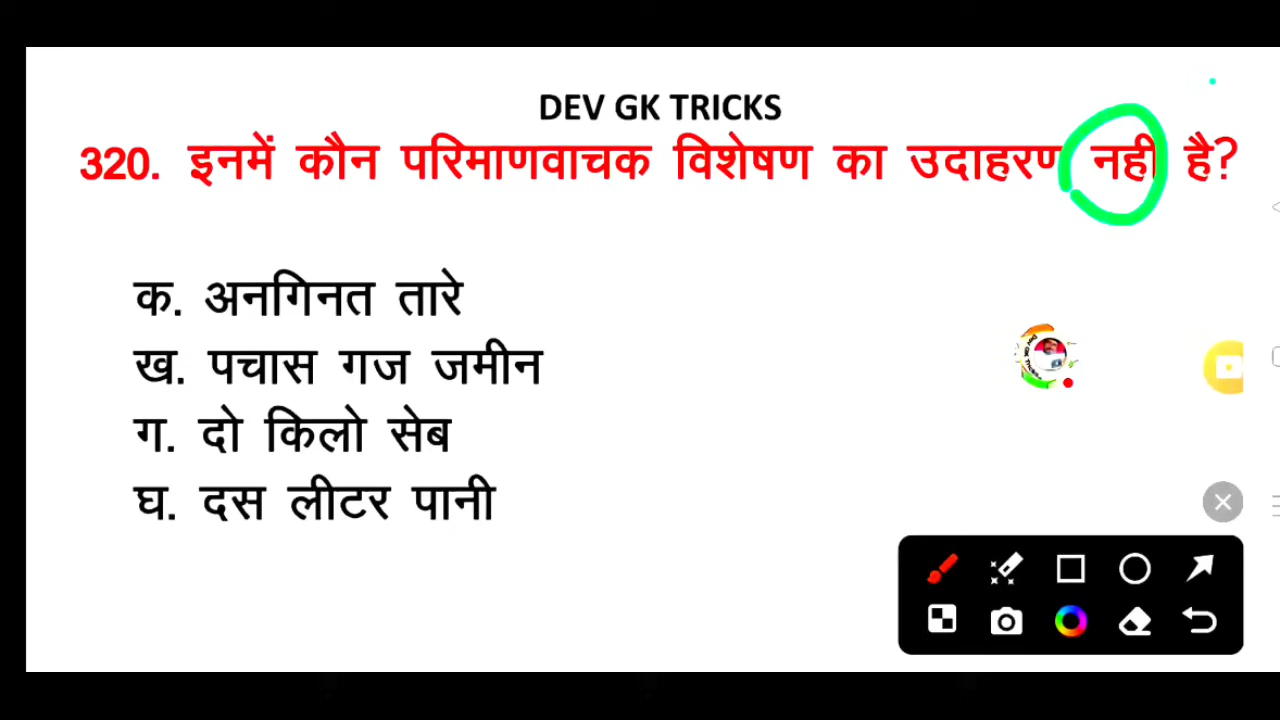 DEV GK TRICKS
320. इनमें कौन परिमाणवाचक विशेषण का उदाहरण नही है?
क. अनगिनत तारे
ख. पचास गज जमीन
ग. दो किलो सेब
घ. दस लीटर पानी